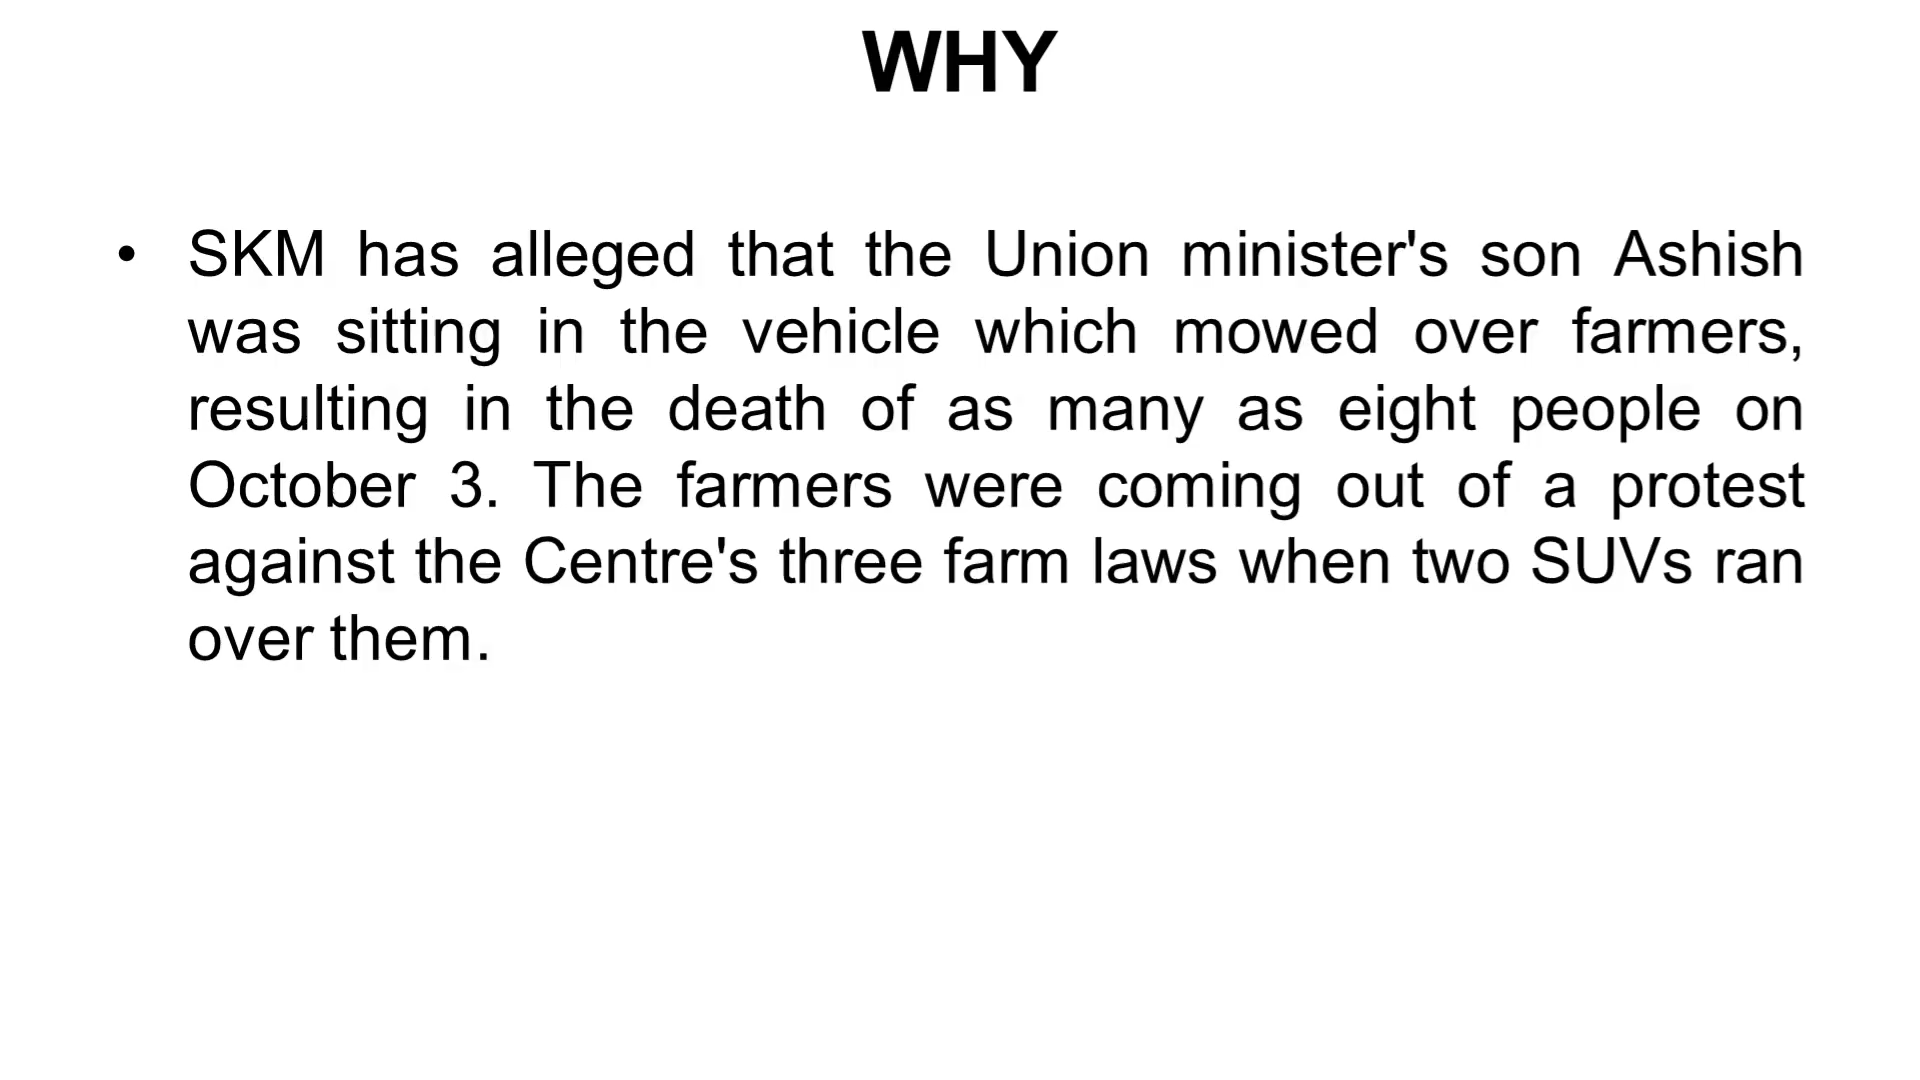 WHY
• SKM has alleged that the Union minister's son Ashish
was sitting in the vehicle which mowed over farmers,
resulting in the death of as many as eight people on
October 3. The farmers were coming out of a protest
against the Centre's three farm laws when two SUVs ran
over them.